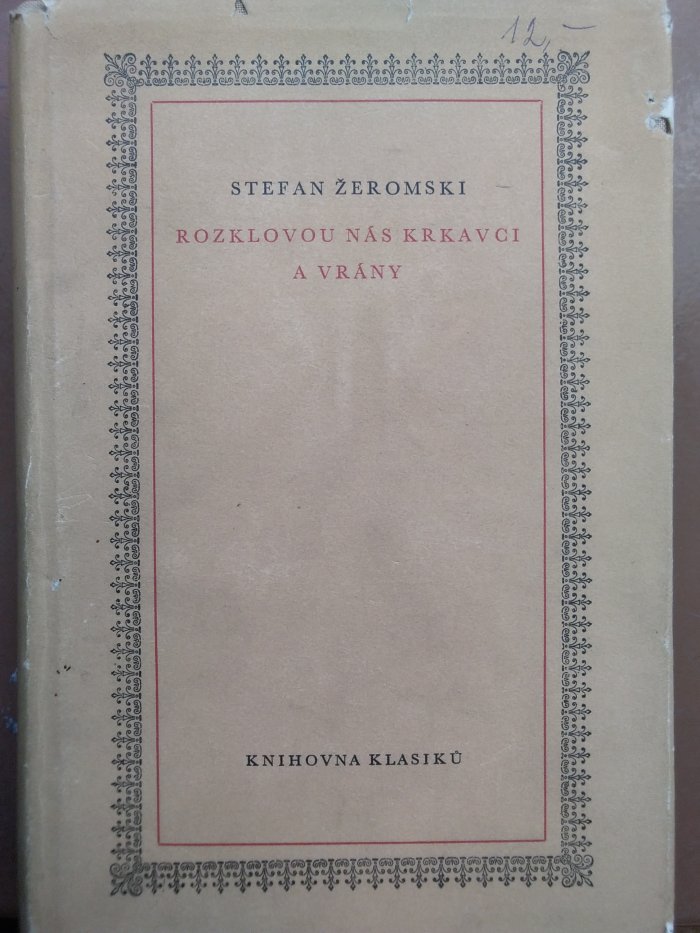 12,-
STEFAN ŽEROMSKI
ROZKLOVOU NÁS KRKAVCI
A VRÁNY
KNIHOVNA KLASIKŮ